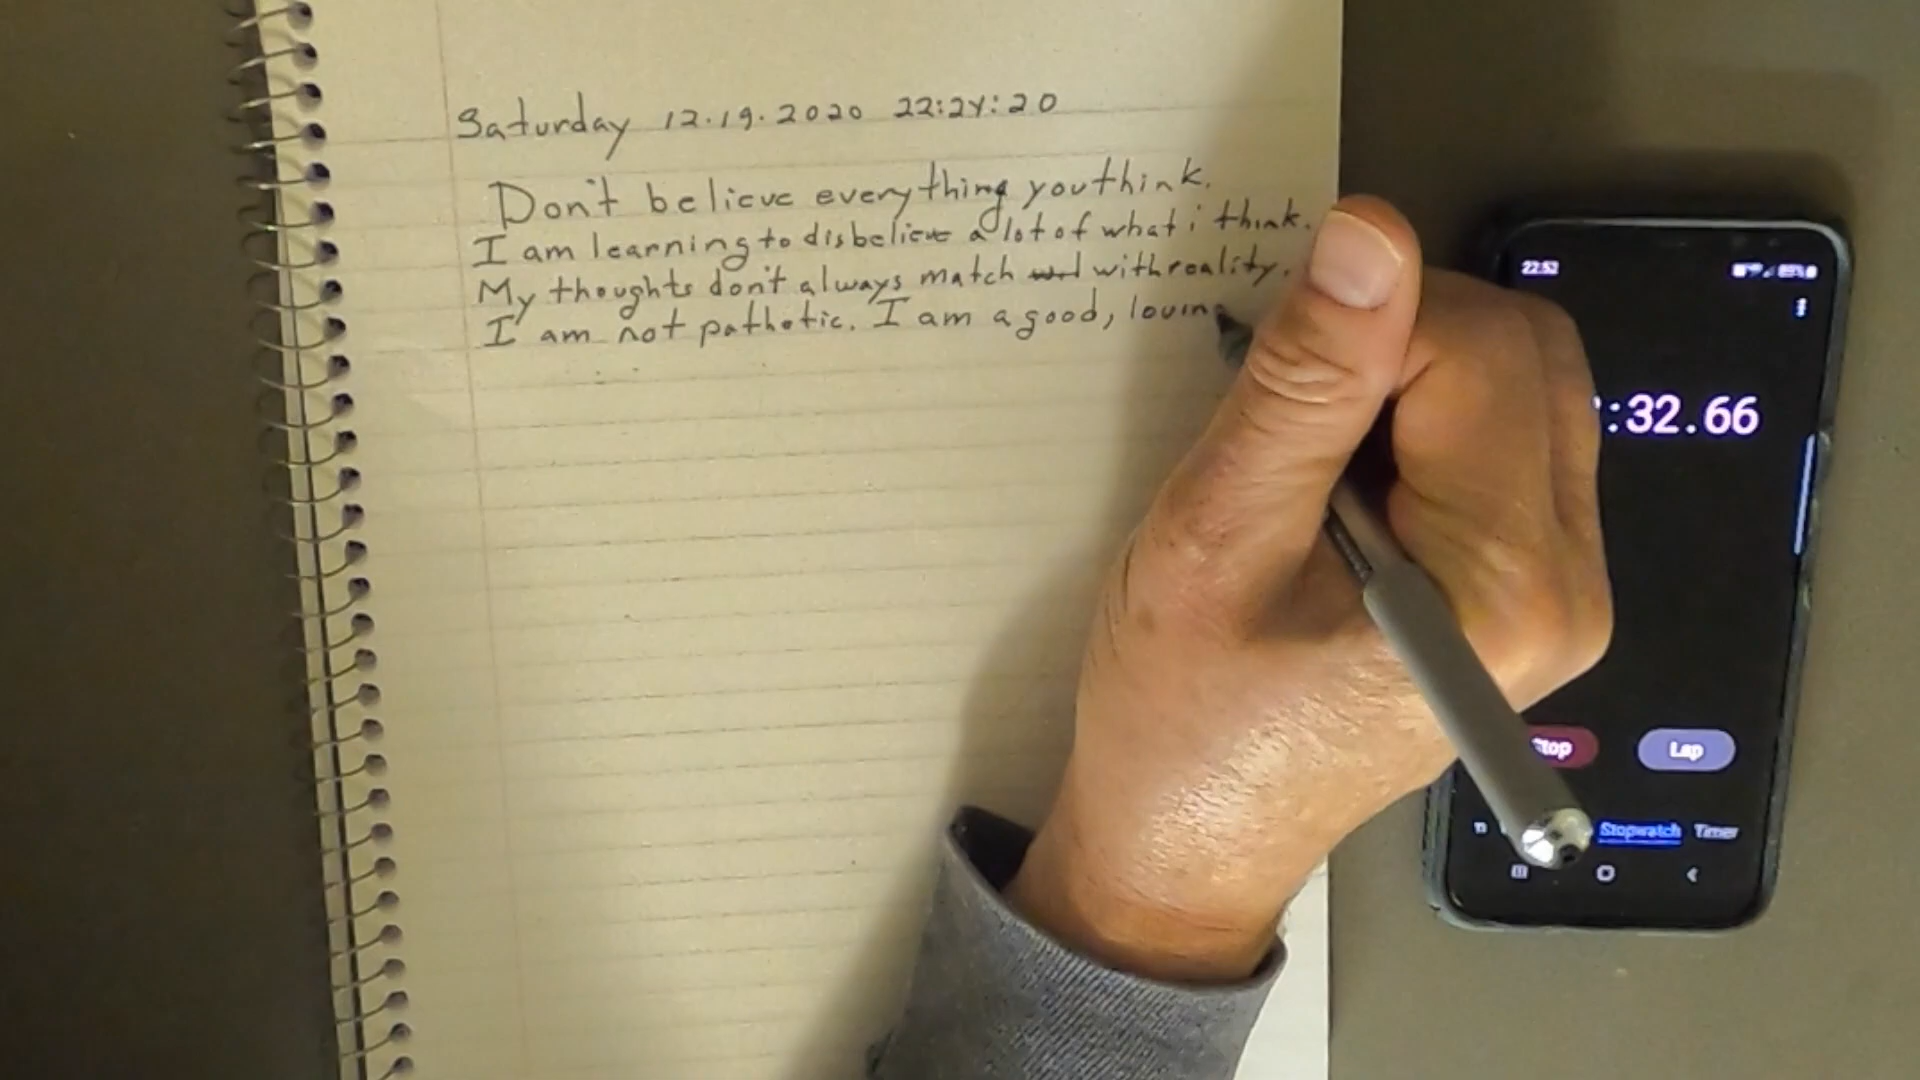 Saturday 12.19.2020 22:24:20
Don't believe everything you think.
I am learning to disbelieve a lot of what i think.
My thoughts don't always match with reality.
I am not pathetic. I am a good, loving
22:52
89%
:32.66
Stop Lap
Stopwatch Timer